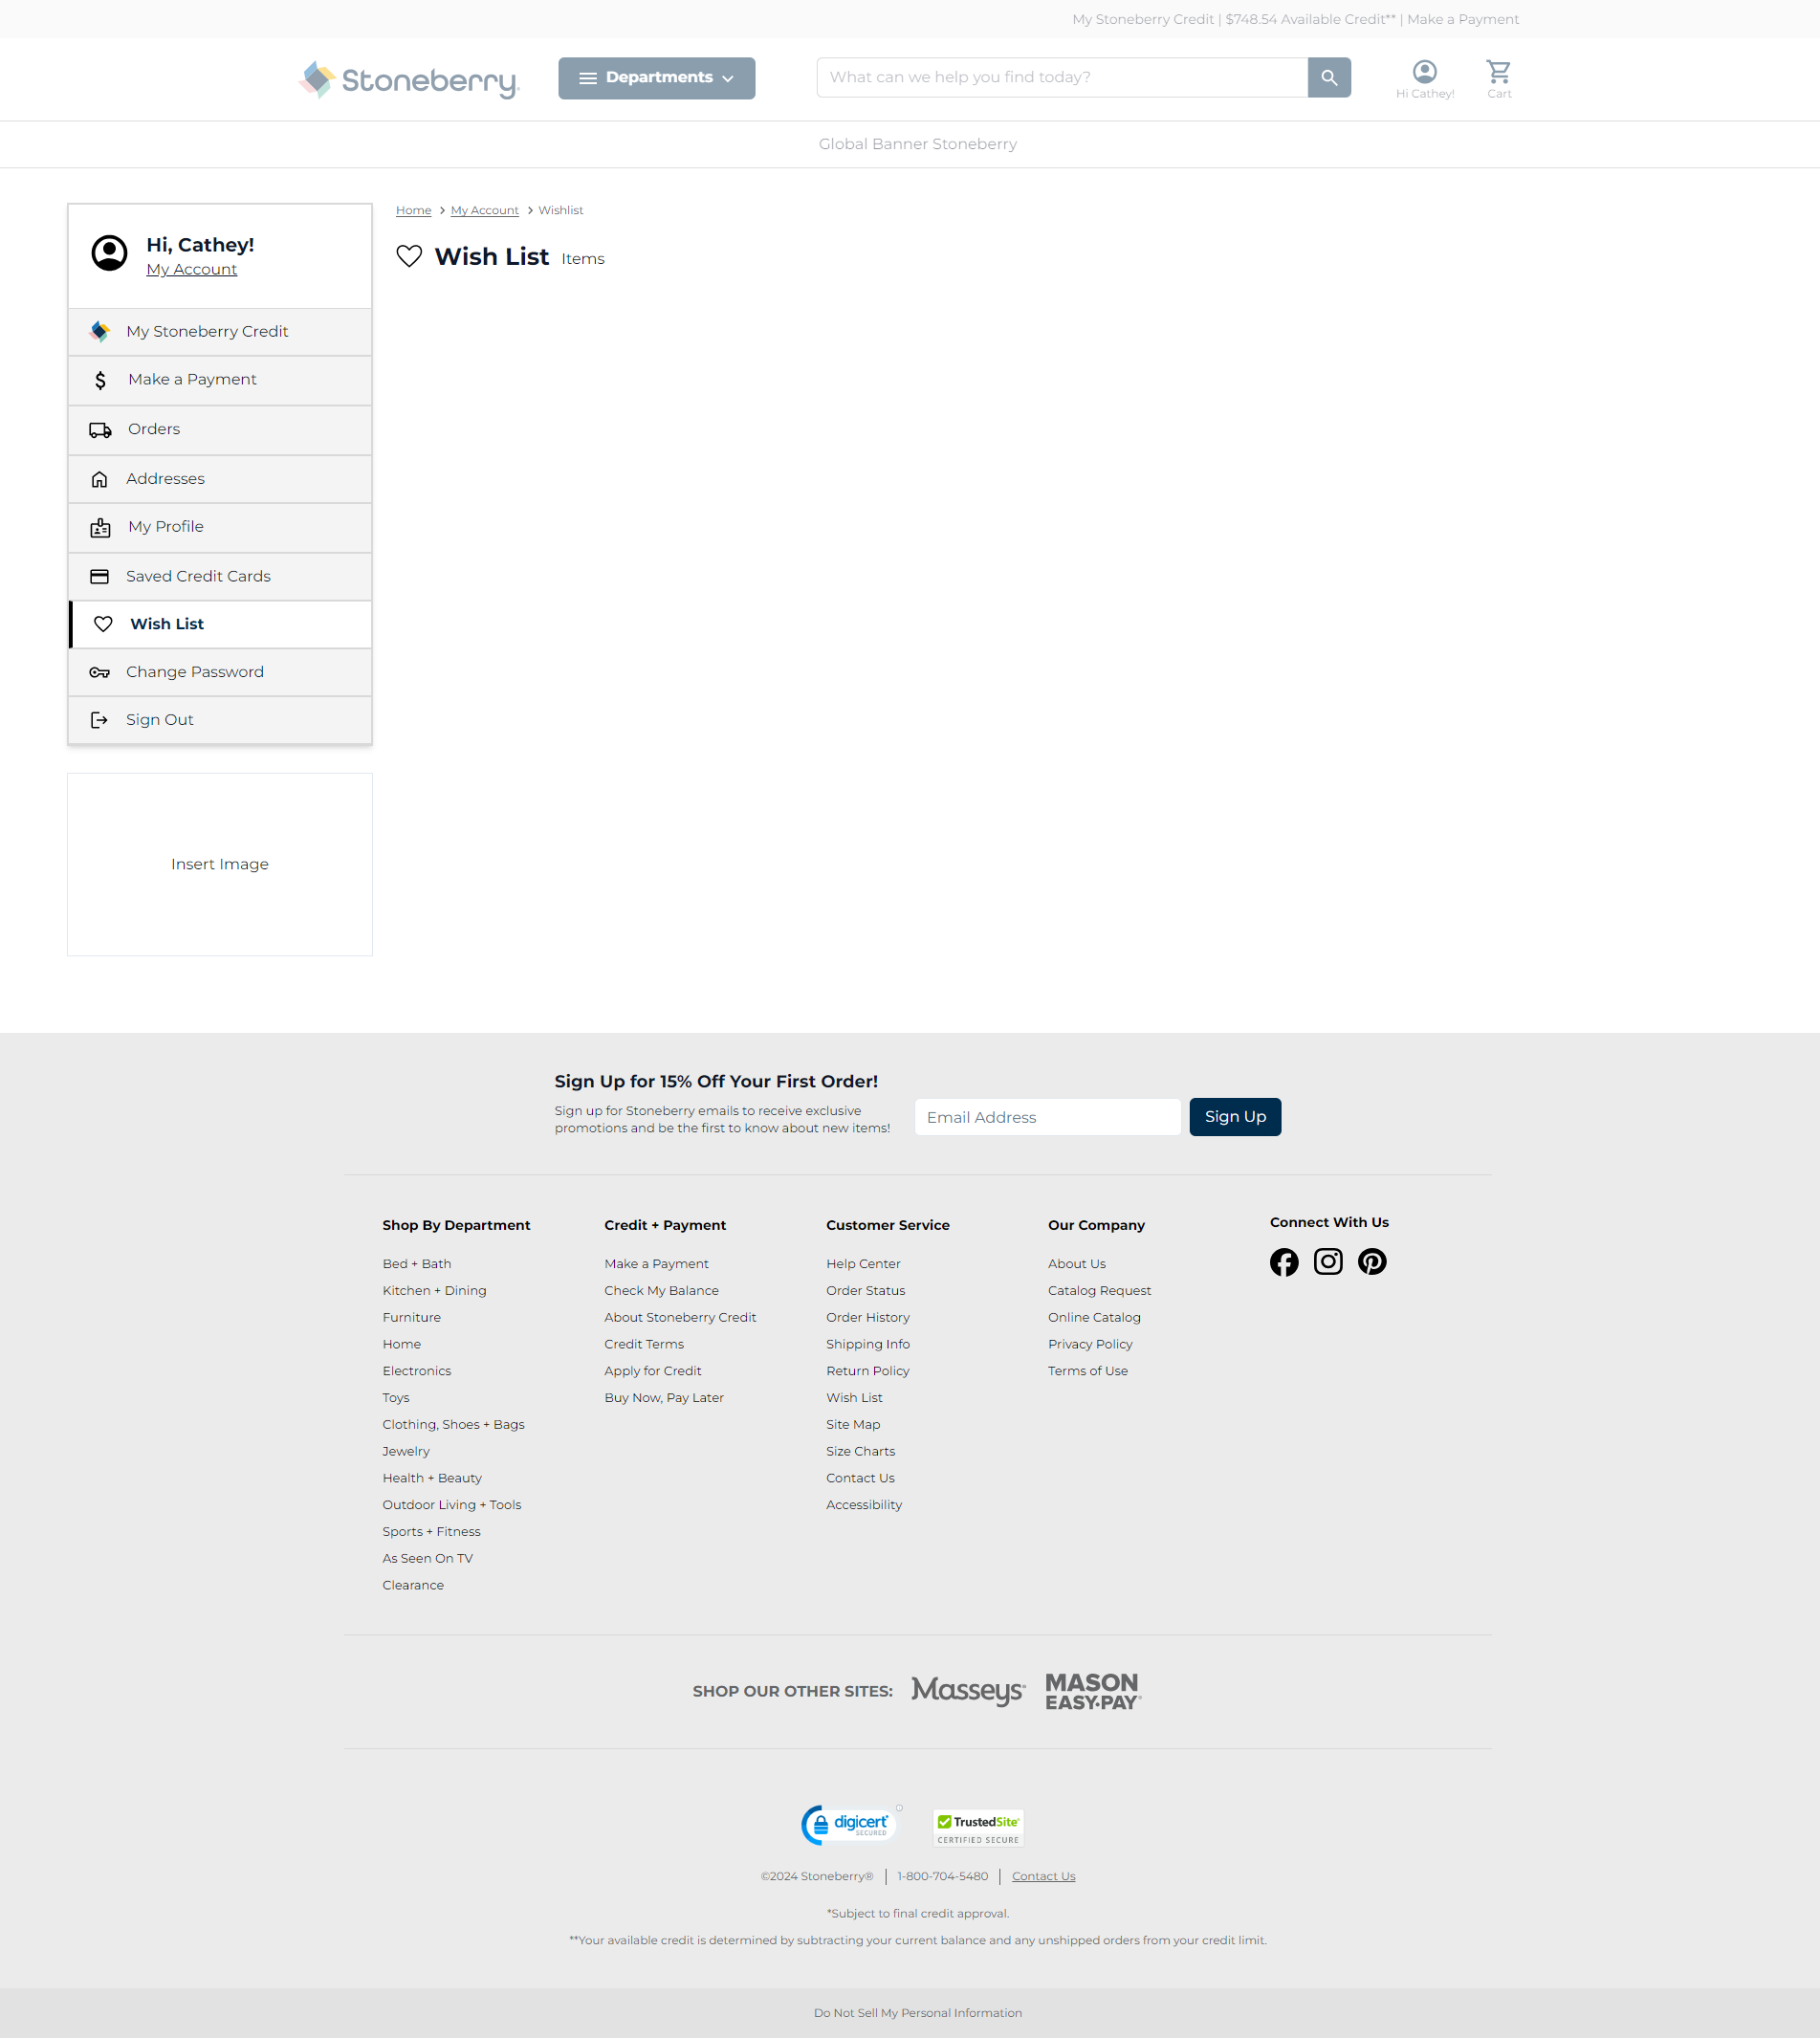 My Stoneberry Credit | $748.54 Available Credit** | Make a Payment
Stoneberry.
Departments
What can we help you find today?
Hi Cathey!
Cart
Global Banner Stoneberry
Home > My Account > Wishlist
Hi, Cathey!
My Account
Wish List Items
My Stoneberry Credit
Make a Payment
Orders
Addresses
My Profile
Saved Credit Cards
Wish List
Change Password
Sign Out
Insert Image
Sign Up for 15% Off Your First Order!
Sign up for Stoneberry emails to receive exclusive
promotions and be the first to know about new items!
Email Address
Sign Up
Shop By Department
Bed + Bath
Kitchen + Dining
Furniture
Home
Electronics
Toys
Clothing, Shoes + Bags
Jewelry
Health + Beauty
Outdoor Living + Tools
Sports + Fitness
As Seen On TV
Clearance
Credit + Payment
Make a Payment
Check My Balance
About Stoneberry Credit
Credit Terms
Apply for Credit
Buy Now, Pay Later
Customer Service
Help Center
Order Status
Order History
Shipping Info
Return Policy
Wish List
Site Map
Size Charts
Contact Us
Accessibility
Our Company
About Us
Catalog Request
Online Catalog
Privacy Policy
Terms of Use
Connect With Us
SHOP OUR OTHER SITES:
Masseys
MASON
EASY•PAY
digicert
SECURED
TrustedSite
CERTIFIED SECURE
©2024 Stoneberry® | 1-800-704-5480 | Contact Us
*Subject to final credit approval.
**Your available credit is determined by subtracting your current balance and any unshipped orders from your credit limit.
Do Not Sell My Personal Information